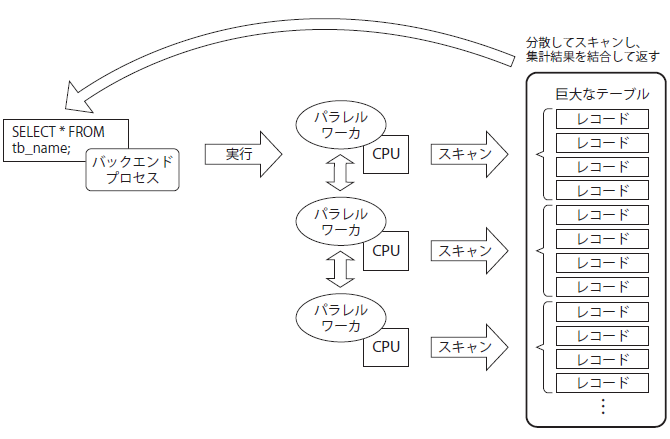 分散してスキャンし、
集計結果を結合して返す
SELECT * FROM
tb_name;
バックエンド
プロセス
実行
パラレル
ワーカ
CPU
スキャン
パラレル
ワーカ
CPU
スキャン
パラレル
ワーカ
CPU
スキャン
巨大なテーブル
レコード
レコード
レコード
レコード
レコード
レコード
レコード
レコード
レコード
レコード
レコード
レコード
⋮